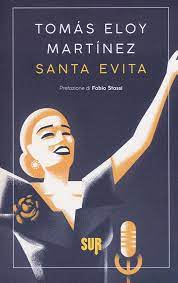 TOMÁS ELOY
MARTÍNEZ
SANTA EVITA
Prefazione di Fabio Stassi
SUR